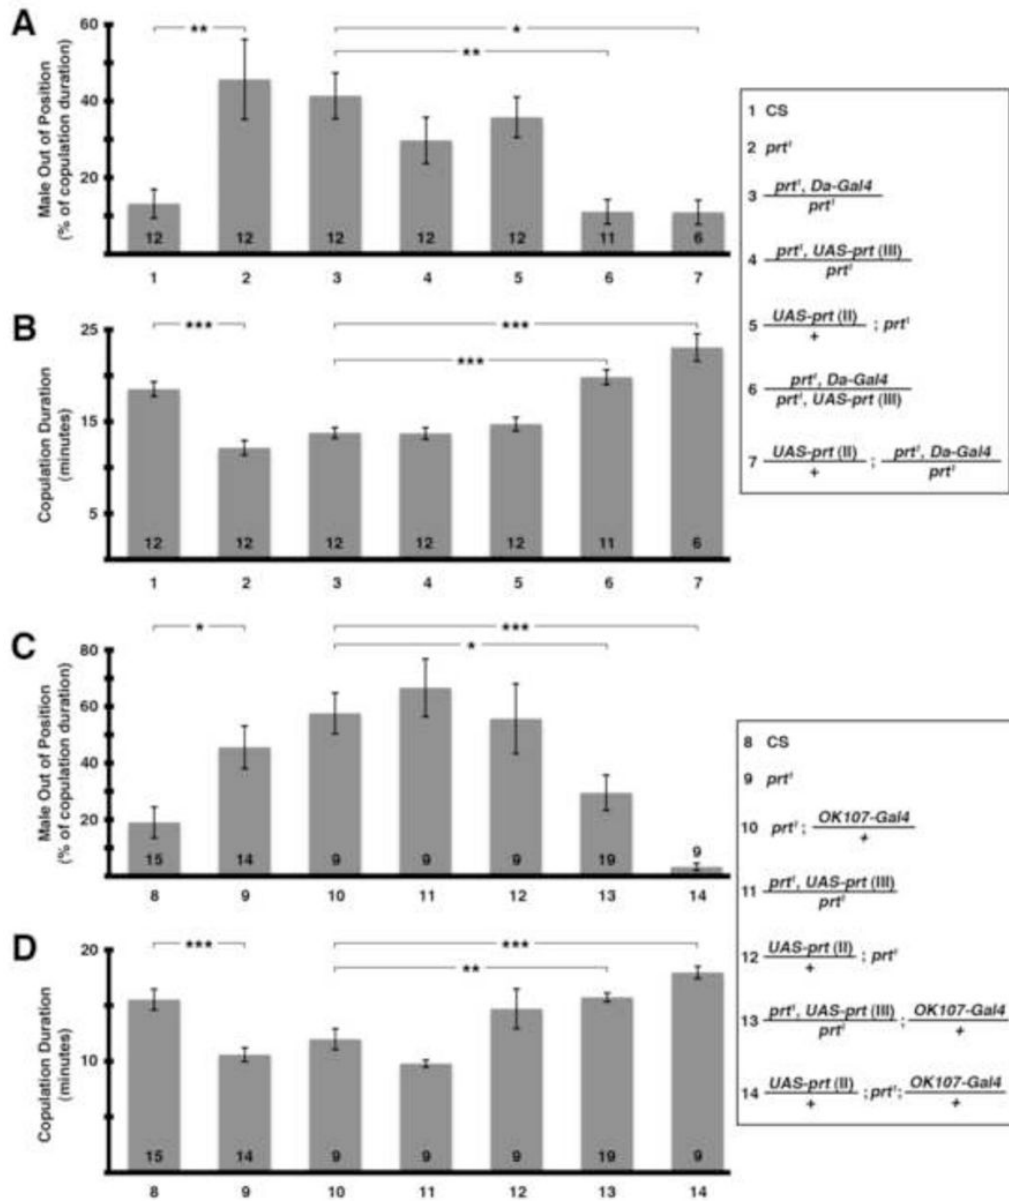 A
60
40
20
Male Out of Position
(% of copulation duration)
** * **
12 12 12 12 12 11 6
1 2 3 4 5 6 7
1 CS
2 prt¹
3 prt¹, Da-Gal4
prt¹
4 prt¹, UAS-prt (III)
prt¹
5 UAS-prt (II) ; prt¹
+
6 prt¹, Da-Gal4
prt¹, UAS-prt (III)
7 UAS-prt (II) ; prt¹, Da-Gal4
+ prt¹
B
25
15
5
Copulation Duration
(minutes)
*** *** ***
12 12 12 12 12 11 6
1 2 3 4 5 6 7
C
80
60
40
20
Male Out of Position
(% of copulation duration)
* *** *
15 14 9 9 9 19 9
8 9 10 11 12 13 14
8 CS
9 prt¹
10 prt¹ ; OK107-Gal4
+
11 prt¹, UAS-prt (III)
prt¹
12 UAS-prt (II) ; prt¹
+
13 prt¹, UAS-prt (III) ; OK107-Gal4
prt¹ +
14 UAS-prt (II) ; prt¹; OK107-Gal4
+ +
D
20
10
Copulation Duration
(minutes)
*** *** **
15 14 9 9 9 19 9
8 9 10 11 12 13 14